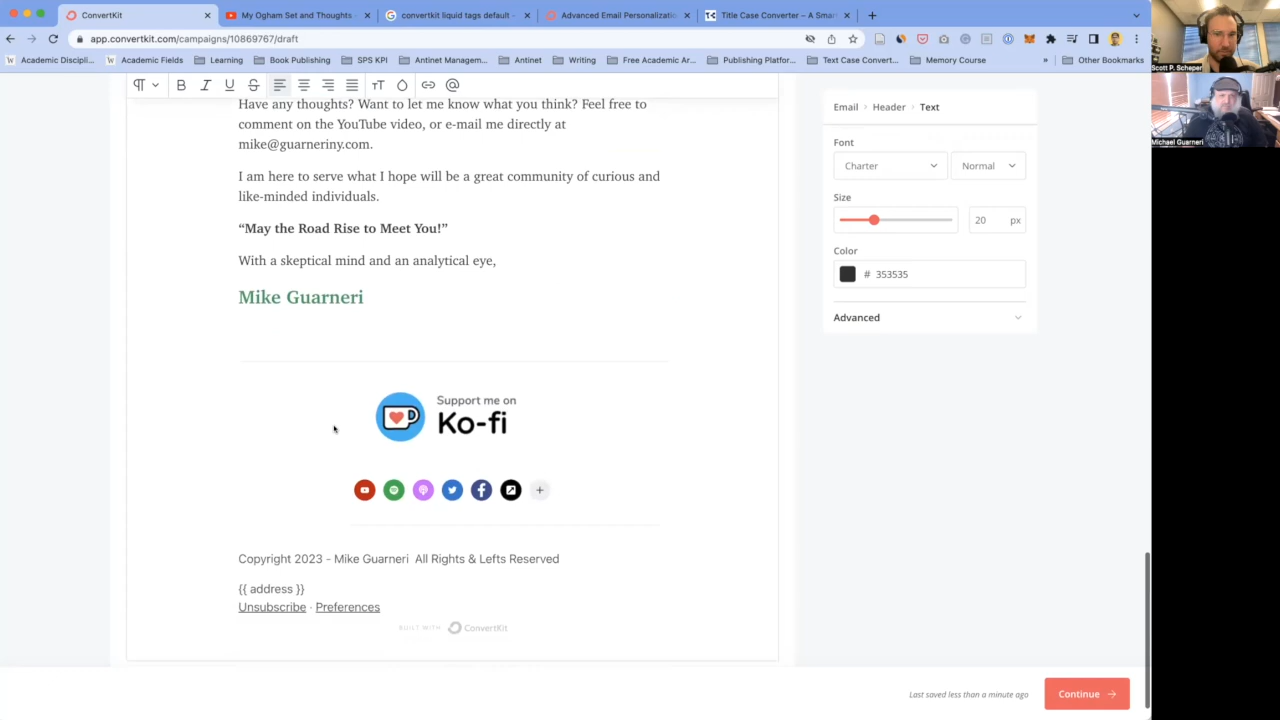 ConvertKit
My Ogham Set and Thoughts
convertkit liquid tags default -
Advanced Email Personalizatio
Title Case Converter – A Smar
app.convertkit.com/campaigns/10869767/draft
Academic Discipli...
Academic Fields
Learning
Book Publishing
SPS KPI
Antinet Managem...
Antinet
Writing
Free Academic Ar...
Publishing Platfor...
Text Case Convert...
Memory Course
»
Other Bookmarks
Scott P. Scheper
Michael Guarneri
Have any thoughts? Want to let me know what you think? Feel free to
comment on the YouTube video, or e-mail me directly at
mike@guarneriny.com.
I am here to serve what I hope will be a great community of curious and
like-minded individuals.
“May the Road Rise to Meet You!”
With a skeptical mind and an analytical eye,
Mike Guarneri
Support me on
Ko-fi
Copyright 2023 - Mike Guarneri All Rights & Lefts Reserved
{{ address }}
Unsubscribe · Preferences
BUILT WITH ConvertKit
Email > Header > Text
Font
Charter
Normal
Size
20 px
Color
# 353535
Advanced
Last saved less than a minute ago
Continue →